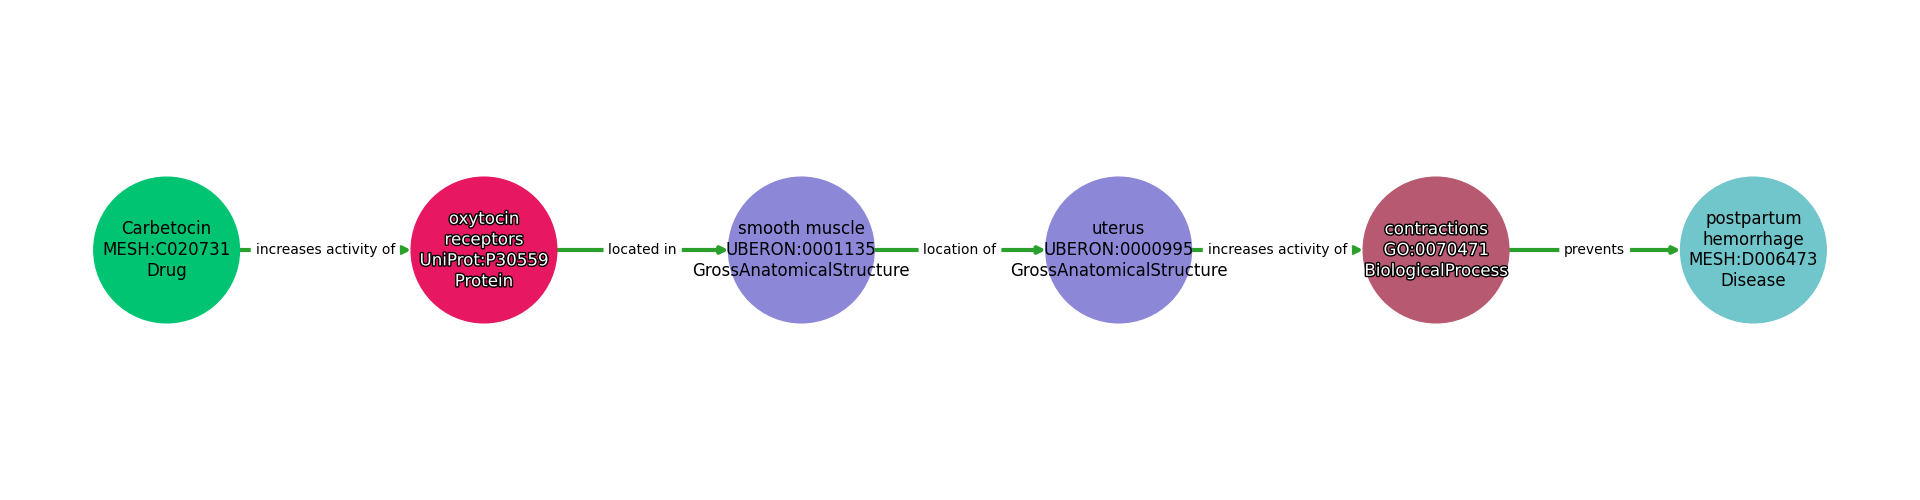 Carbetocin
MESH:C020731
Drug
increases activity of
oxytocin
receptors
UniProt:P30559
Protein
located in
smooth muscle
UBERON:0001135
GrossAnatomicalStructure
location of
uterus
UBERON:0000995
GrossAnatomicalStructure
increases activity of
contractions
GO:0070471
BiologicalProcess
prevents
postpartum
hemorrhage
MESH:D006473
Disease